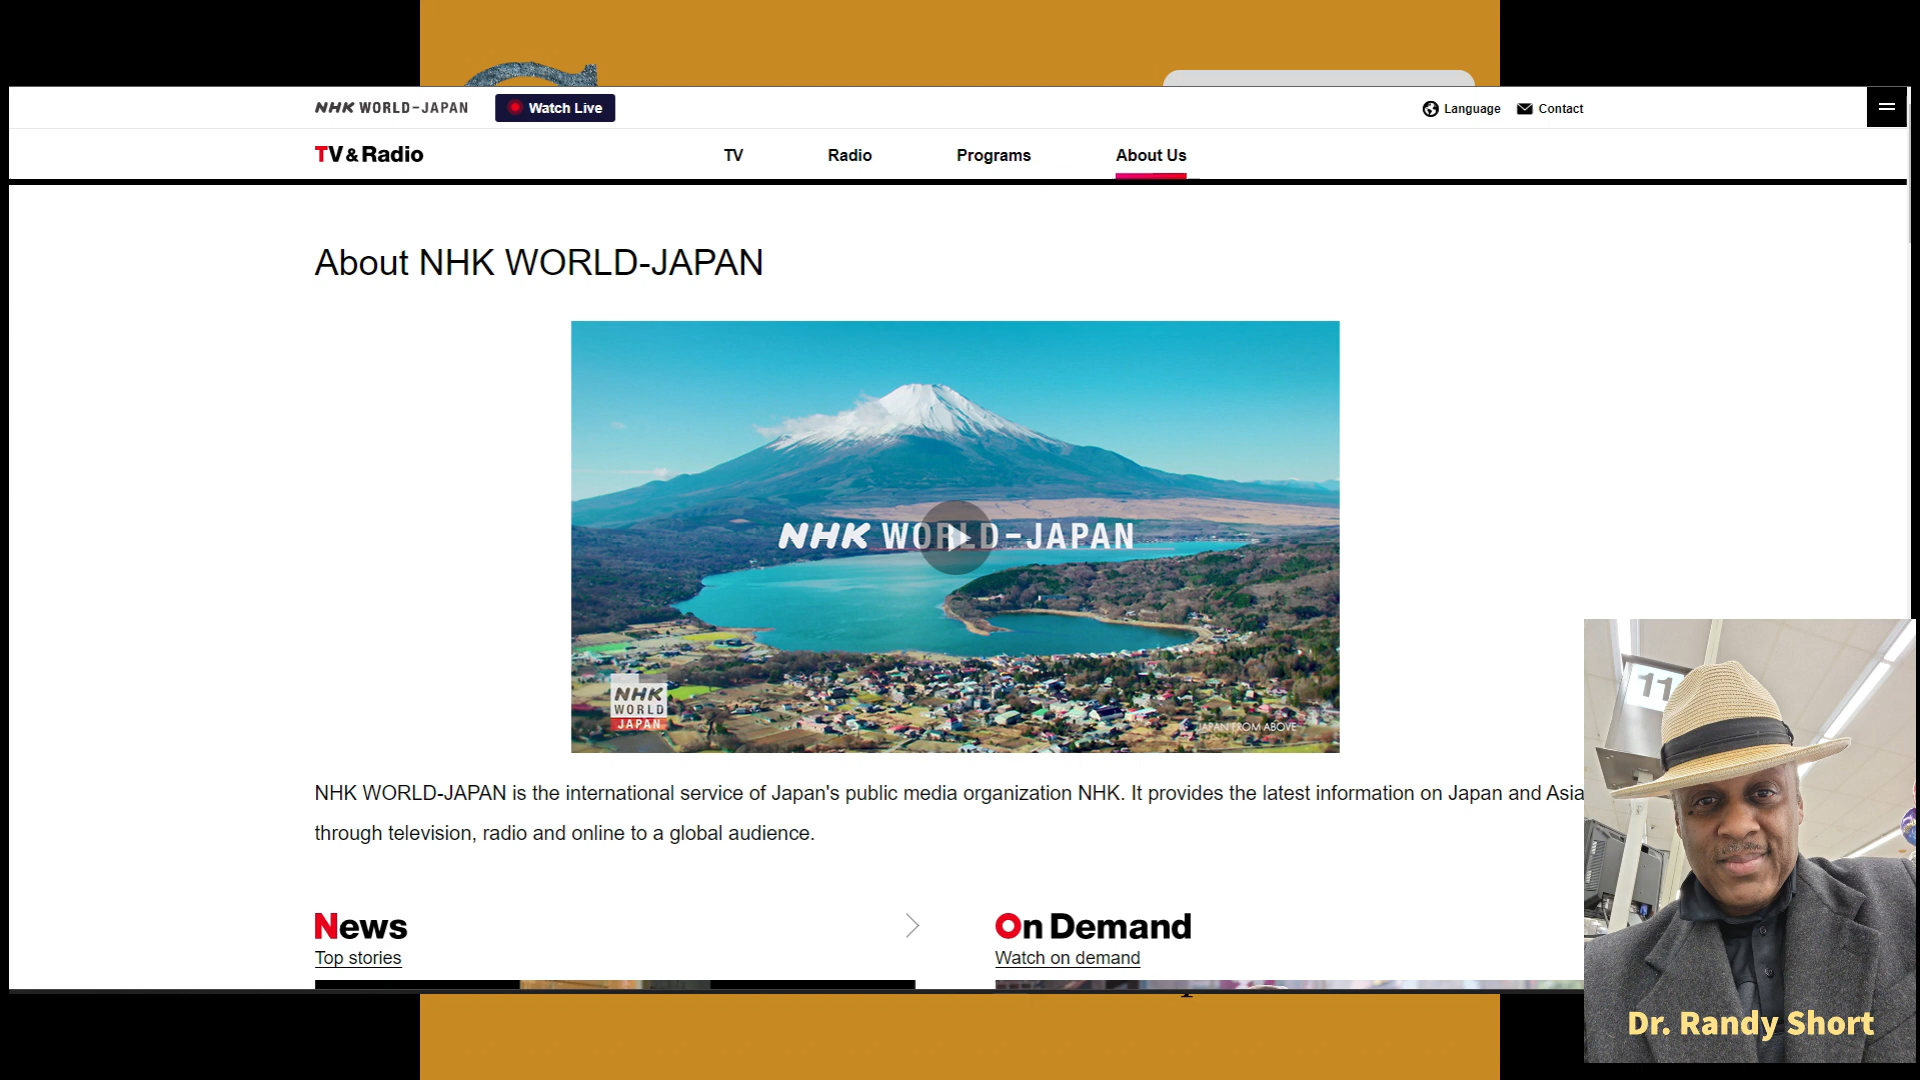 NHK WORLD-JAPAN
Watch Live
Language
Contact
TV & Radio
TV
Radio
Programs
About Us
About NHK WORLD-JAPAN
NHK WORLD-JAPAN
NHK
WORLD
JAPAN
JAPAN FROM ABOVE
11
NHK WORLD-JAPAN is the international service of Japan's public media organization NHK. It provides the latest information on Japan and Asia
through television, radio and online to a global audience.
News
Top stories
On Demand
Watch on demand
Dr. Randy Short